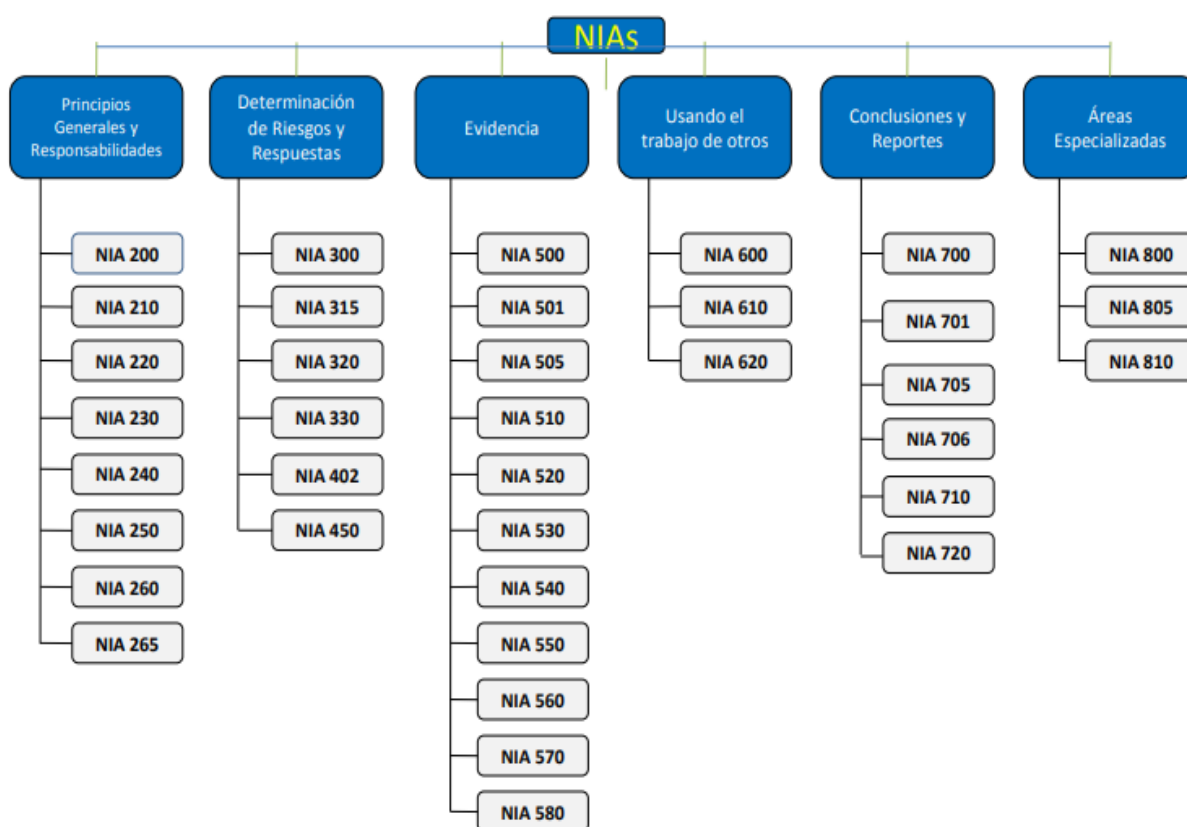 NIAs
Principios
Generales y
Responsabilidades
NIA 200
NIA 210
NIA 220
NIA 230
NIA 240
NIA 250
NIA 260
NIA 265
Determinación
de Riesgos y
Respuestas
NIA 300
NIA 315
NIA 320
NIA 330
NIA 402
NIA 450
Evidencia
NIA 500
NIA 501
NIA 505
NIA 510
NIA 520
NIA 530
NIA 540
NIA 550
NIA 560
NIA 570
NIA 580
Usando el
trabajo de otros
NIA 600
NIA 610
NIA 620
Conclusiones y
Reportes
NIA 700
NIA 701
NIA 705
NIA 706
NIA 710
NIA 720
Áreas
Especializadas
NIA 800
NIA 805
NIA 810